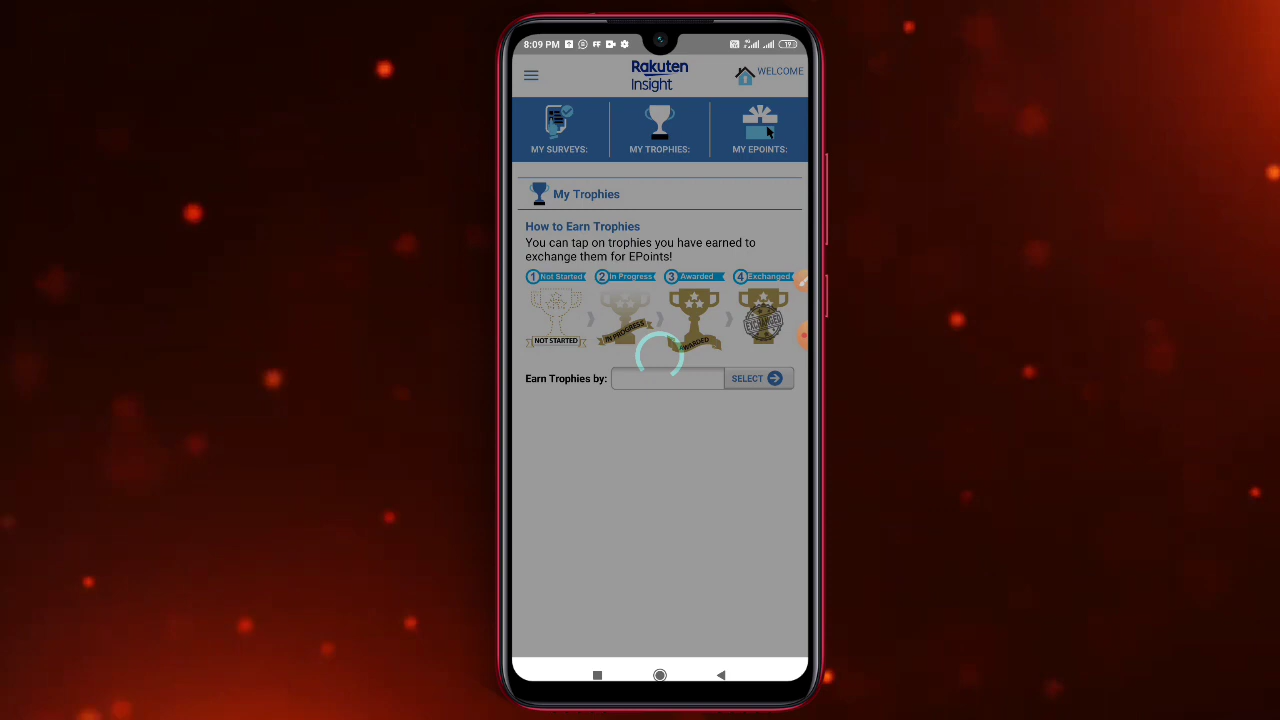 8:09 PM
19
Rakuten
Insight
WELCOME
MY SURVEYS:
MY TROPHIES:
MY EPOINTS:
My Trophies
How to Earn Trophies
You can tap on trophies you have earned to
exchange them for EPoints!
1 Not Started
2 In Progress
3 Awarded
4 Exchanged
NOT STARTED
IN PROGRESS
AWARDED
EXCHANGED
Earn Trophies by:
SELECT